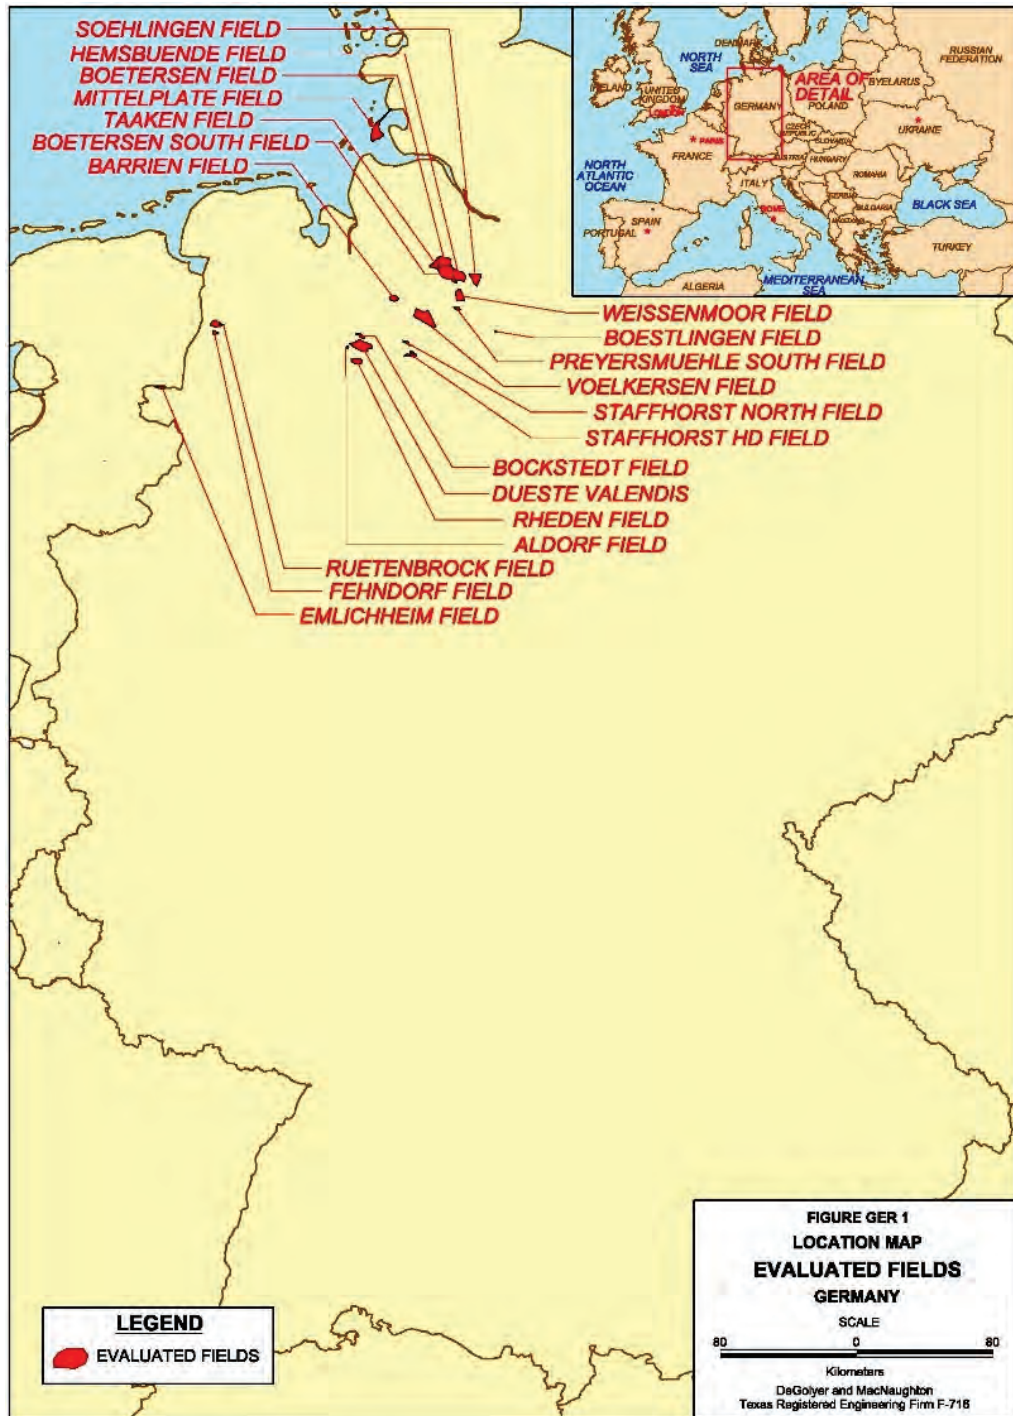 SOEHLINGEN FIELD
HEMSBUENDE FIELD
BOETERSEN FIELD
MITTELPLATE FIELD
TAAKEN FIELD
BOETERSEN SOUTH FIELD
BARRIEN FIELD
NORTH
SEA
DENMARK
RUSSIAN
FEDERATION
AREA OF
DETAIL
IRELAND
UNITED
KINGDOM
LONDON
GERMANY
POLAND
BYELARUS
UKRAINE
CZECH
REPUBLIC
SLOVAKIA
PARIS
FRANCE
AUSTRIA
HUNGARY
ROMANIA
NORTH
ATLANTIC
OCEAN
ITALY
SERBIA
BULGARIA
BLACK SEA
ROME
SPAIN
PORTUGAL
TURKEY
ALGERIA
MEDITERRANEAN
SEA
WEISSENMOOR FIELD
BOESTLINGEN FIELD
PREYERSMUEHLE SOUTH FIELD
VOELKERSEN FIELD
STAFFHORST NORTH FIELD
STAFFHORST HD FIELD
BOCKSTEDT FIELD
DUESTE VALENDIS
RHEDEN FIELD
ALDORF FIELD
RUETENBROCK FIELD
FEHNDORF FIELD
EMLICHHEIM FIELD
LEGEND
EVALUATED FIELDS
FIGURE GER 1
LOCATION MAP
EVALUATED FIELDS
GERMANY
SCALE
80 0 80
Kilometers
DeGolyer and MacNaughton
Texas Registered Engineering Firm F-716